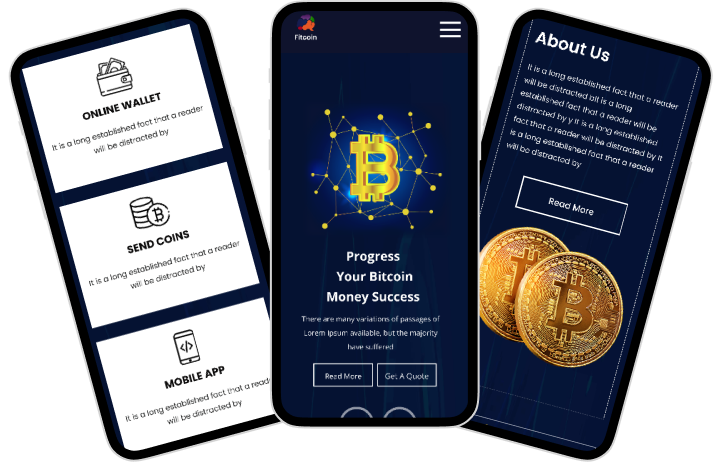 ONLINE WALLET
It is a long established fact that a reader
will be distracted by
SEND COINS
It is a long established fact that a reader
will be distracted by
MOBILE APP
It is a long established fact that a read
will be distracted by
Fitcoin
Progress
Your Bitcoin
Money Success
There are many variations of passages of
Lorem Ipsum available, but the majority
have suffered
Read More
Get A Quote
About Us
It is a long established fact that a reader
will be distracted bIt is a long
established fact that a reader will be
distracted by y It is a long established
fact that a reader will be distracted by It
is a long established fact that a reader
will be distracted by
Read More